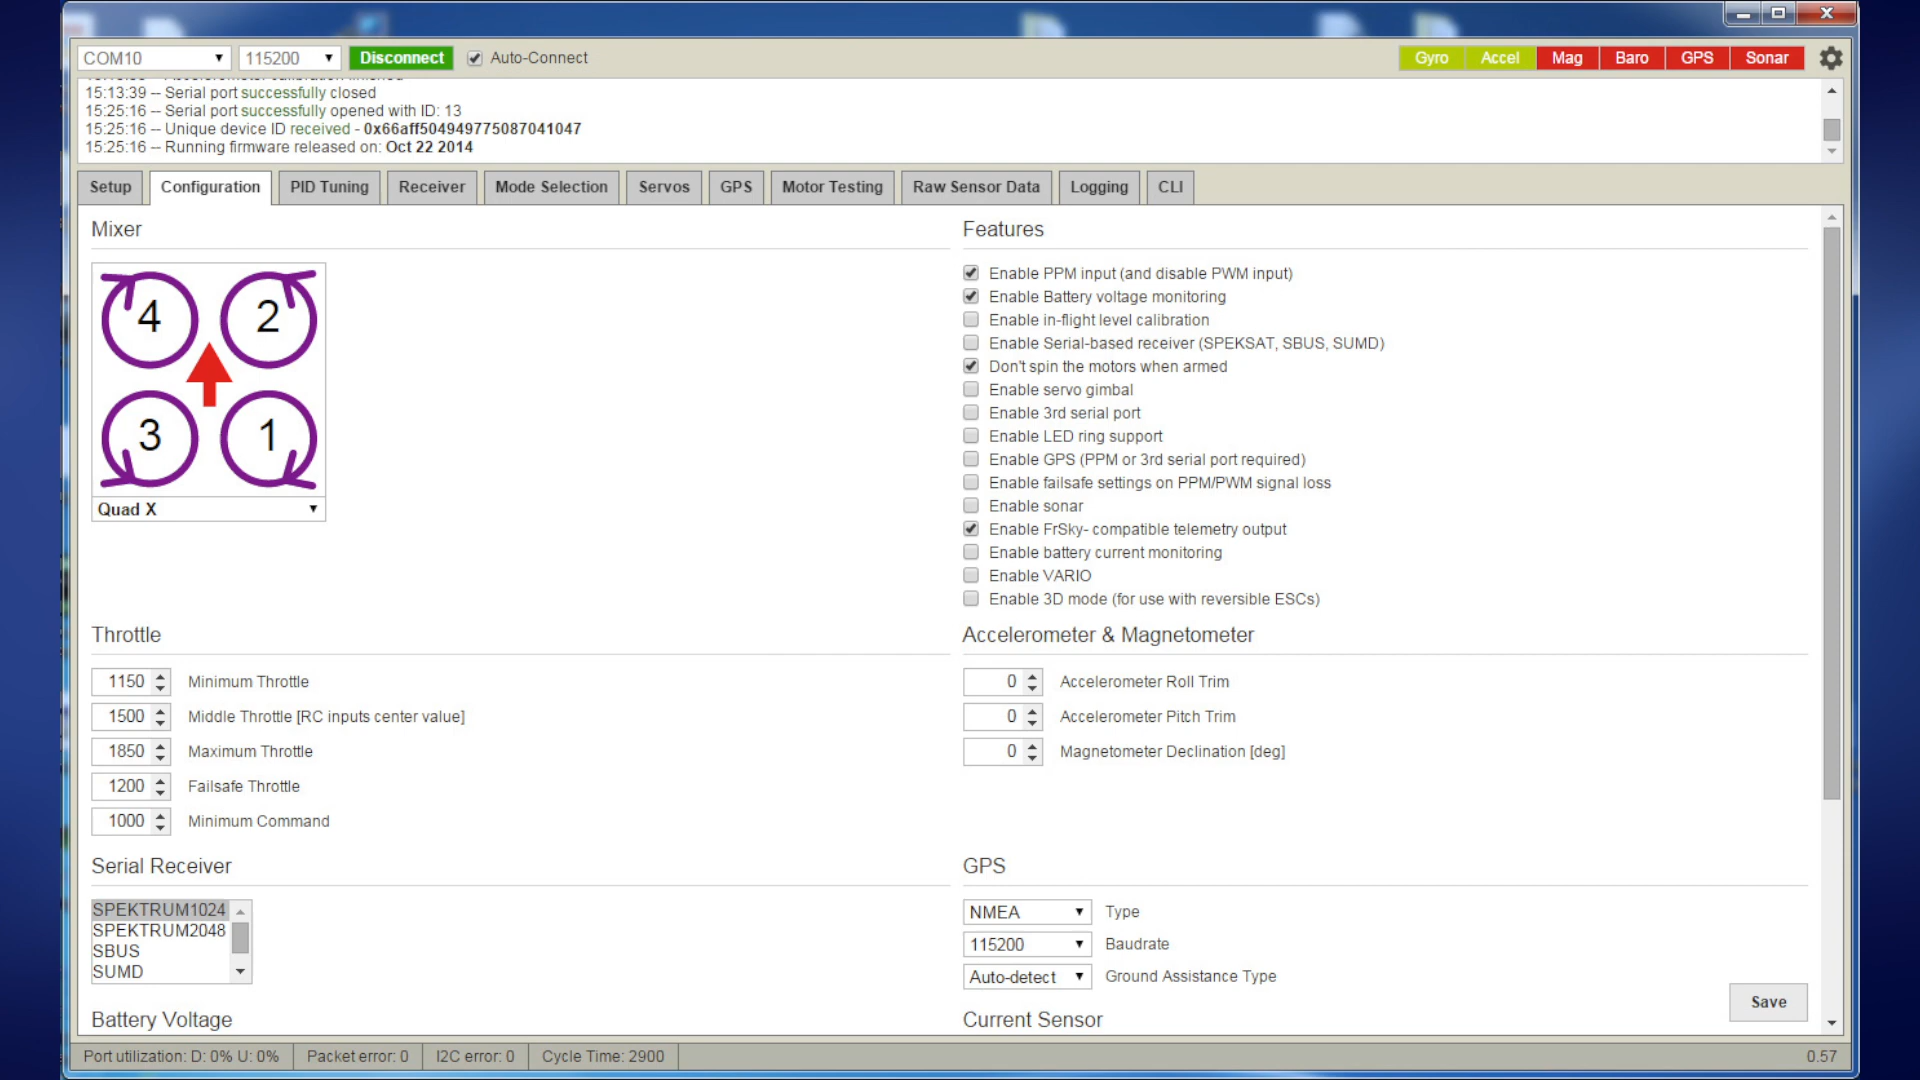 COM10 115200 Disconnect Auto-Connect Gyro Accel Mag Baro GPS Sonar
15:13:39 -- Serial port successfully closed
15:25:16 -- Serial port successfully opened with ID: 13
15:25:16 -- Unique device ID received - 0x66aff504949775087041047
15:25:16 -- Running firmware released on: Oct 22 2014
Setup Configuration PID Tuning Receiver Mode Selection Servos GPS Motor Testing Raw Sensor Data Logging CLI
Mixer
4 2
3 1
Quad X
Features
Enable PPM input (and disable PWM input)
Enable Battery voltage monitoring
Enable in-flight level calibration
Enable Serial-based receiver (SPEKSAT, SBUS, SUMD)
Don't spin the motors when armed
Enable servo gimbal
Enable 3rd serial port
Enable LED ring support
Enable GPS (PPM or 3rd serial port required)
Enable failsafe settings on PPM/PWM signal loss
Enable sonar
Enable FrSky- compatible telemetry output
Enable battery current monitoring
Enable VARIO
Enable 3D mode (for use with reversible ESCs)
Throttle
1150 Minimum Throttle
1500 Middle Throttle [RC inputs center value]
1850 Maximum Throttle
1200 Failsafe Throttle
1000 Minimum Command
Accelerometer & Magnetometer
0 Accelerometer Roll Trim
0 Accelerometer Pitch Trim
0 Magnetometer Declination [deg]
Serial Receiver
SPEKTRUM1024
SPEKTRUM2048
SBUS
SUMD
GPS
NMEA Type
115200 Baudrate
Auto-detect Ground Assistance Type
Save
Battery Voltage
Current Sensor
Port utilization: D: 0% U: 0% Packet error: 0 I2C error: 0 Cycle Time: 2900 0.57